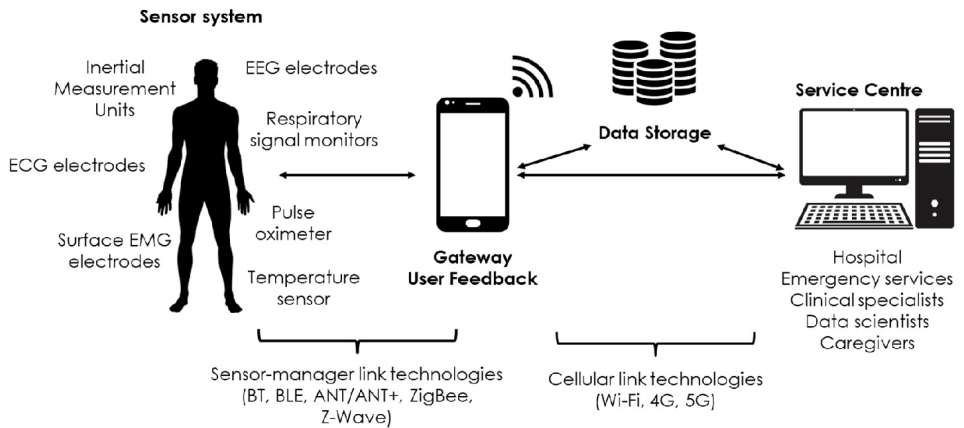 Sensor system
Inertial
Measurement
Units
EEG electrodes
Respiratory
signal monitors
ECG electrodes
Pulse
oximeter
Surface EMG
electrodes
Temperature
sensor
Gateway
User Feedback
Data Storage
Service Centre
Hospital
Emergency services
Clinical specialists
Data scientists
Caregivers
Sensor-manager link technologies
(BT, BLE, ANT/ANT+, ZigBee,
Z-Wave)
Cellular link technologies
(Wi-Fi, 4G, 5G)